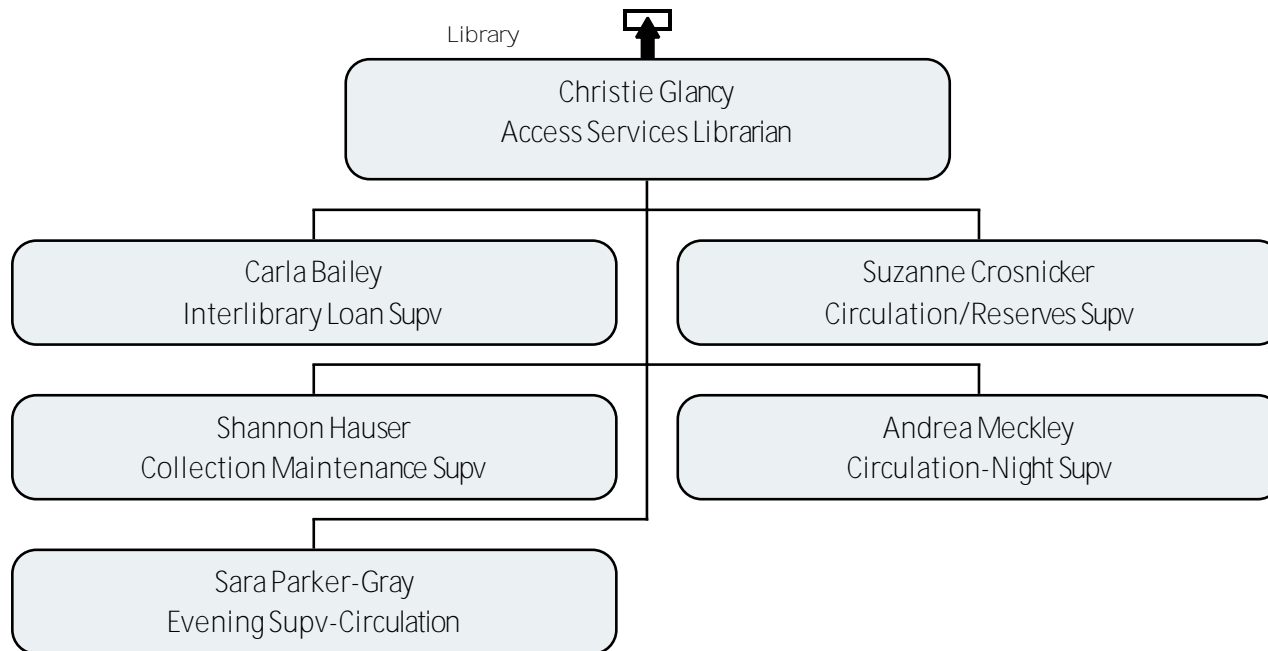 Library
Christie Glancy
Access Services Librarian
Carla Bailey
Interlibrary Loan Supv
Suzanne Crosnicker
Circulation/Reserves Supv
Shannon Hauser
Collection Maintenance Supv
Andrea Meckley
Circulation-Night Supv
Sara Parker-Gray
Evening Supv-Circulation